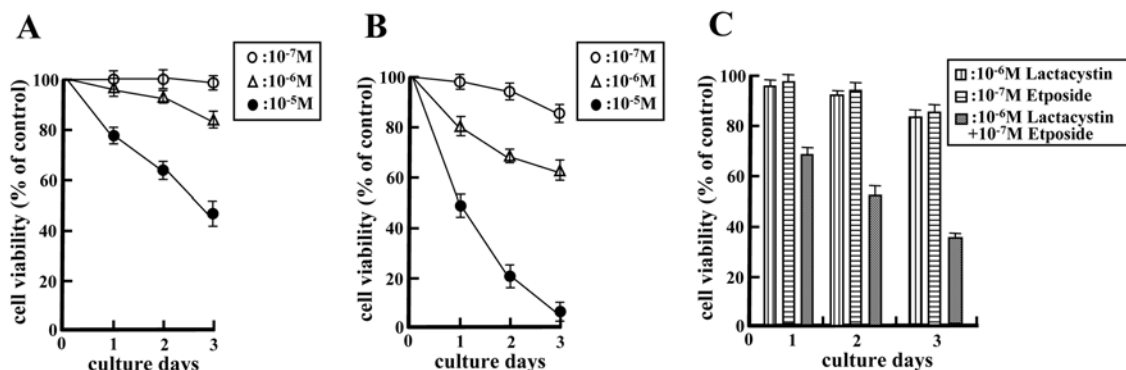 A
○ :10⁻⁷M
△ :10⁻⁶M
● :10⁻⁵M
cell viability (% of control)
100
80
60
40
20
0
0 1 2 3
culture days
B
○ :10⁻⁷M
△ :10⁻⁶M
● :10⁻⁵M
cell viability (% of control)
100
80
60
40
20
0
0 1 2 3
culture days
C
:10⁻⁶M Lactacystin
:10⁻⁷M Etposide
:10⁻⁶M Lactacystin
+10⁻⁷M Etposide
cell viability (% of control)
100
80
60
40
20
0
0 1 2 3
culture days